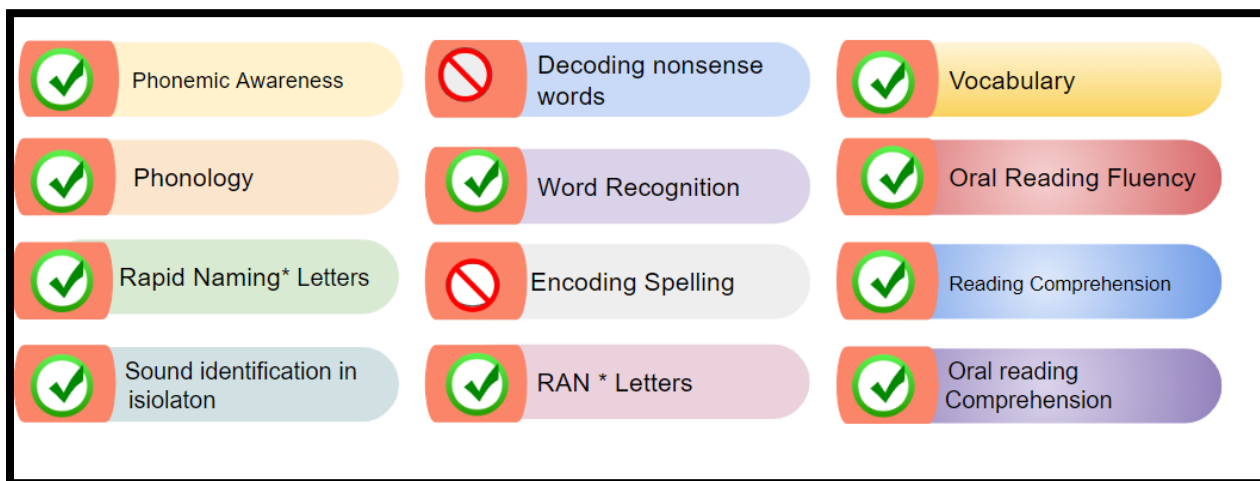 Phonemic Awareness
Phonology
Rapid Naming* Letters
Sound identification in
isiolaton
Decoding nonsense
words
Word Recognition
Encoding Spelling
RAN * Letters
Vocabulary
Oral Reading Fluency
Reading Comprehension
Oral reading
Comprehension